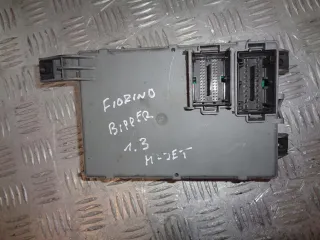 FIORINO
BIPPER
1.3
M-JET